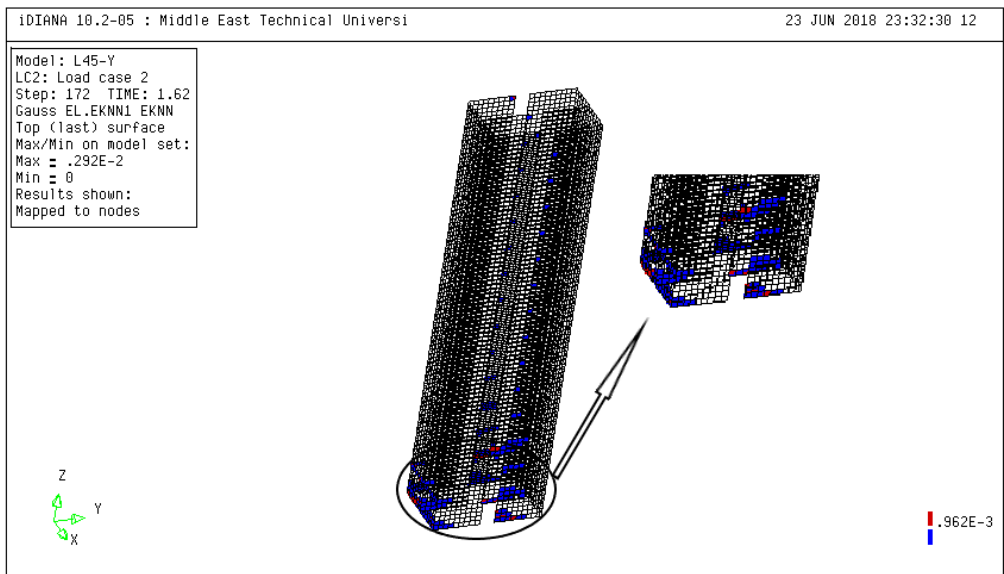 iDIANA 10.2-05 : Middle East Technical Universi 23 JUN 2018 23:32:30 12
Model: L45-Y
LC2: Load case 2
Step: 172 TIME: 1.62
Gauss EL.EKNN1 EKNN
Top (last) surface
Max/Min on model set:
Max = .292E-2
Min = 0
Results shown:
Mapped to nodes
Z
Y
X
.962E-3